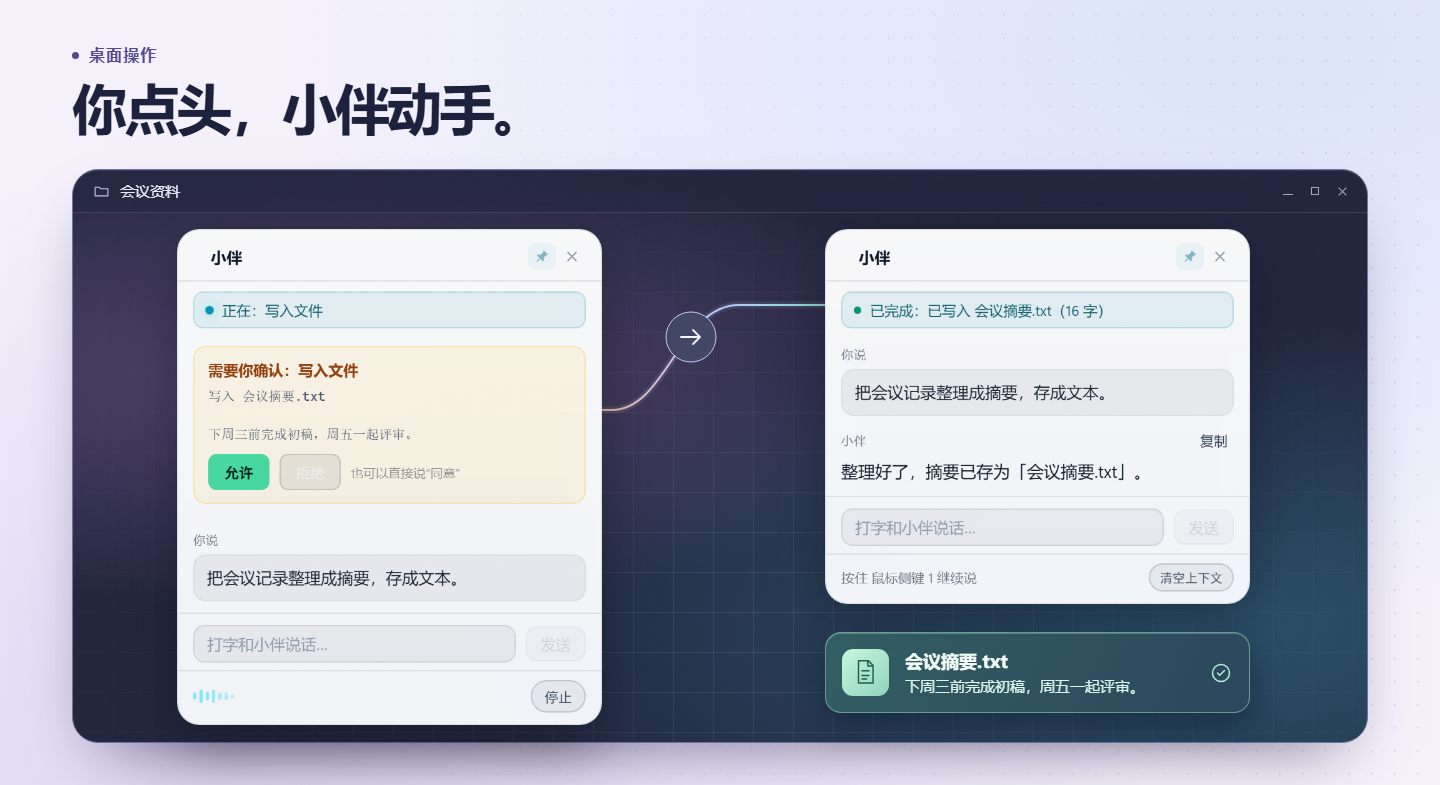 桌面操作
你点头，小伴动手。
会议资料
小伴
正在：写入文件
需要你确认：写入文件
写入 会议摘要.txt
下周三前完成初稿，周五一起评审。
允许
拒绝
也可以直接说“同意”
你说
把会议记录整理成摘要，存成文本。
打字和小伴说话...
发送
停止
小伴
已完成：已写入 会议摘要.txt（16 字）
你说
把会议记录整理成摘要，存成文本。
小伴
复制
整理好了，摘要已存为「会议摘要.txt」。
打字和小伴说话...
发送
按住 鼠标侧键 1 继续说
清空上下文
会议摘要.txt
下周三前完成初稿，周五一起评审。